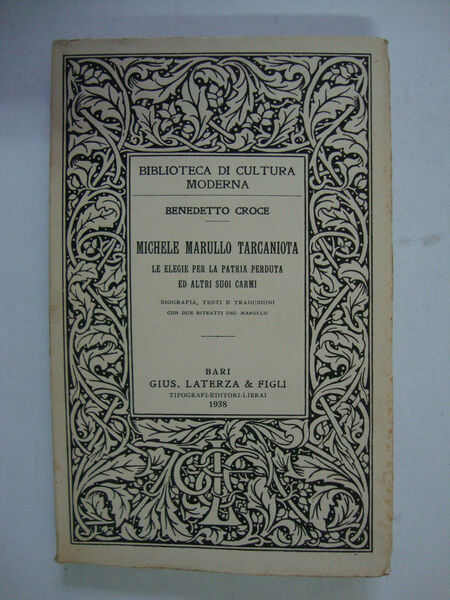 BIBLIOTECA DI CULTURA
MODERNA
BENEDETTO CROCE
MICHELE MARULLO TARCANIOTA
LE ELEGIE PER LA PATRIA PERDUTA
ED ALTRI SUOI CARMI
BIOGRAFIA, TESTI E TRADUZIONI
CON DUE RITRATTI DEL MARULLO
BARI
GIUS. LATERZA & FIGLI
TIPOGRAFI-EDITORI-LIBRAI
1938